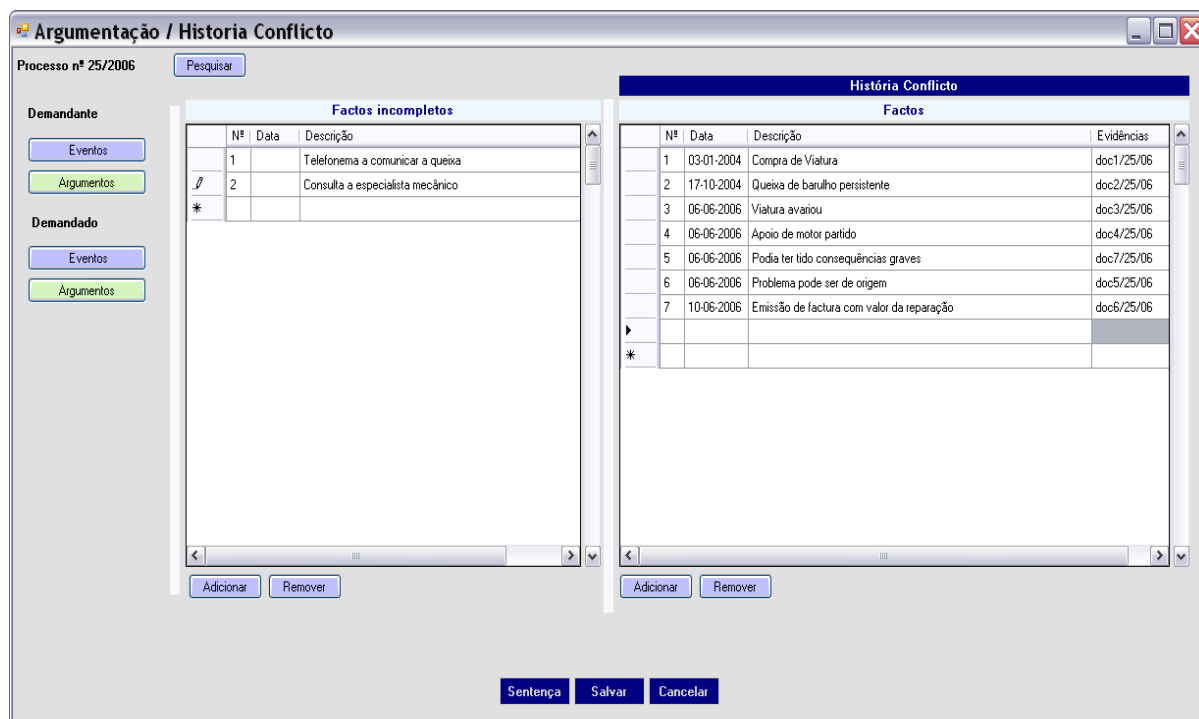 Argumentação / Historia Conflicto
Processo nº 25/2006 Pesquisar
História Conflicto
Demandante
Eventos
Argumentos
Demandado
Eventos
Argumentos
Factos incompletos
Nº Data Descrição
1 Telefonema a comunicar a queixa
2 Consulta a especialista mecânico
Adicionar Remover
Factos
Nº Data Descrição Evidências
1 03-01-2004 Compra de Viatura doc1/25/06
2 17-10-2004 Queixa de barulho persistente doc2/25/06
3 06-06-2006 Viatura avariou doc3/25/06
4 06-06-2006 Apoio de motor partido doc4/25/06
5 06-06-2006 Podia ter tido consequências graves doc7/25/06
6 06-06-2006 Problema pode ser de origem doc5/25/06
7 10-06-2006 Emissão de factura com valor da reparação doc6/25/06
Adicionar Remover
Sentença Salvar Cancelar